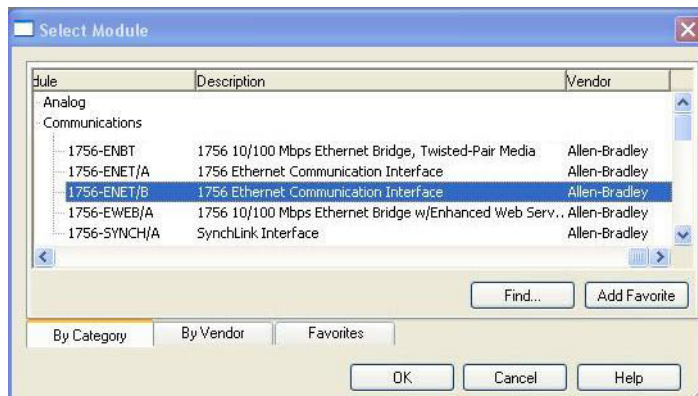 Select Module
dule Description Vendor
Analog
Communications
1756-ENBT 1756 10/100 Mbps Ethernet Bridge, Twisted-Pair Media Allen-Bradley
1756-ENET/A 1756 Ethernet Communication Interface Allen-Bradley
1756-ENET/B 1756 Ethernet Communication Interface Allen-Bradley
1756-EWEB/A 1756 10/100 Mbps Ethernet Bridge w/Enhanced Web Serv... Allen-Bradley
1756-SYNCH/A SynchLink Interface Allen-Bradley
Find... Add Favorite
By Category By Vendor Favorites
OK Cancel Help